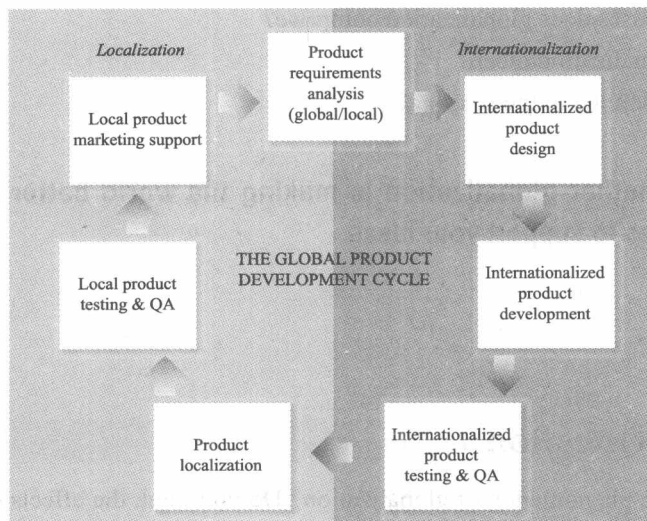 Localization
Internationalization
Product
requirements
analysis
(global/local)
Internationalized
product
design
Internationalized
product
development
Internationalized
product
testing & QA
Product
localization
Local product
testing & QA
Local product
marketing support
THE GLOBAL PRODUCT
DEVELOPMENT CYCLE